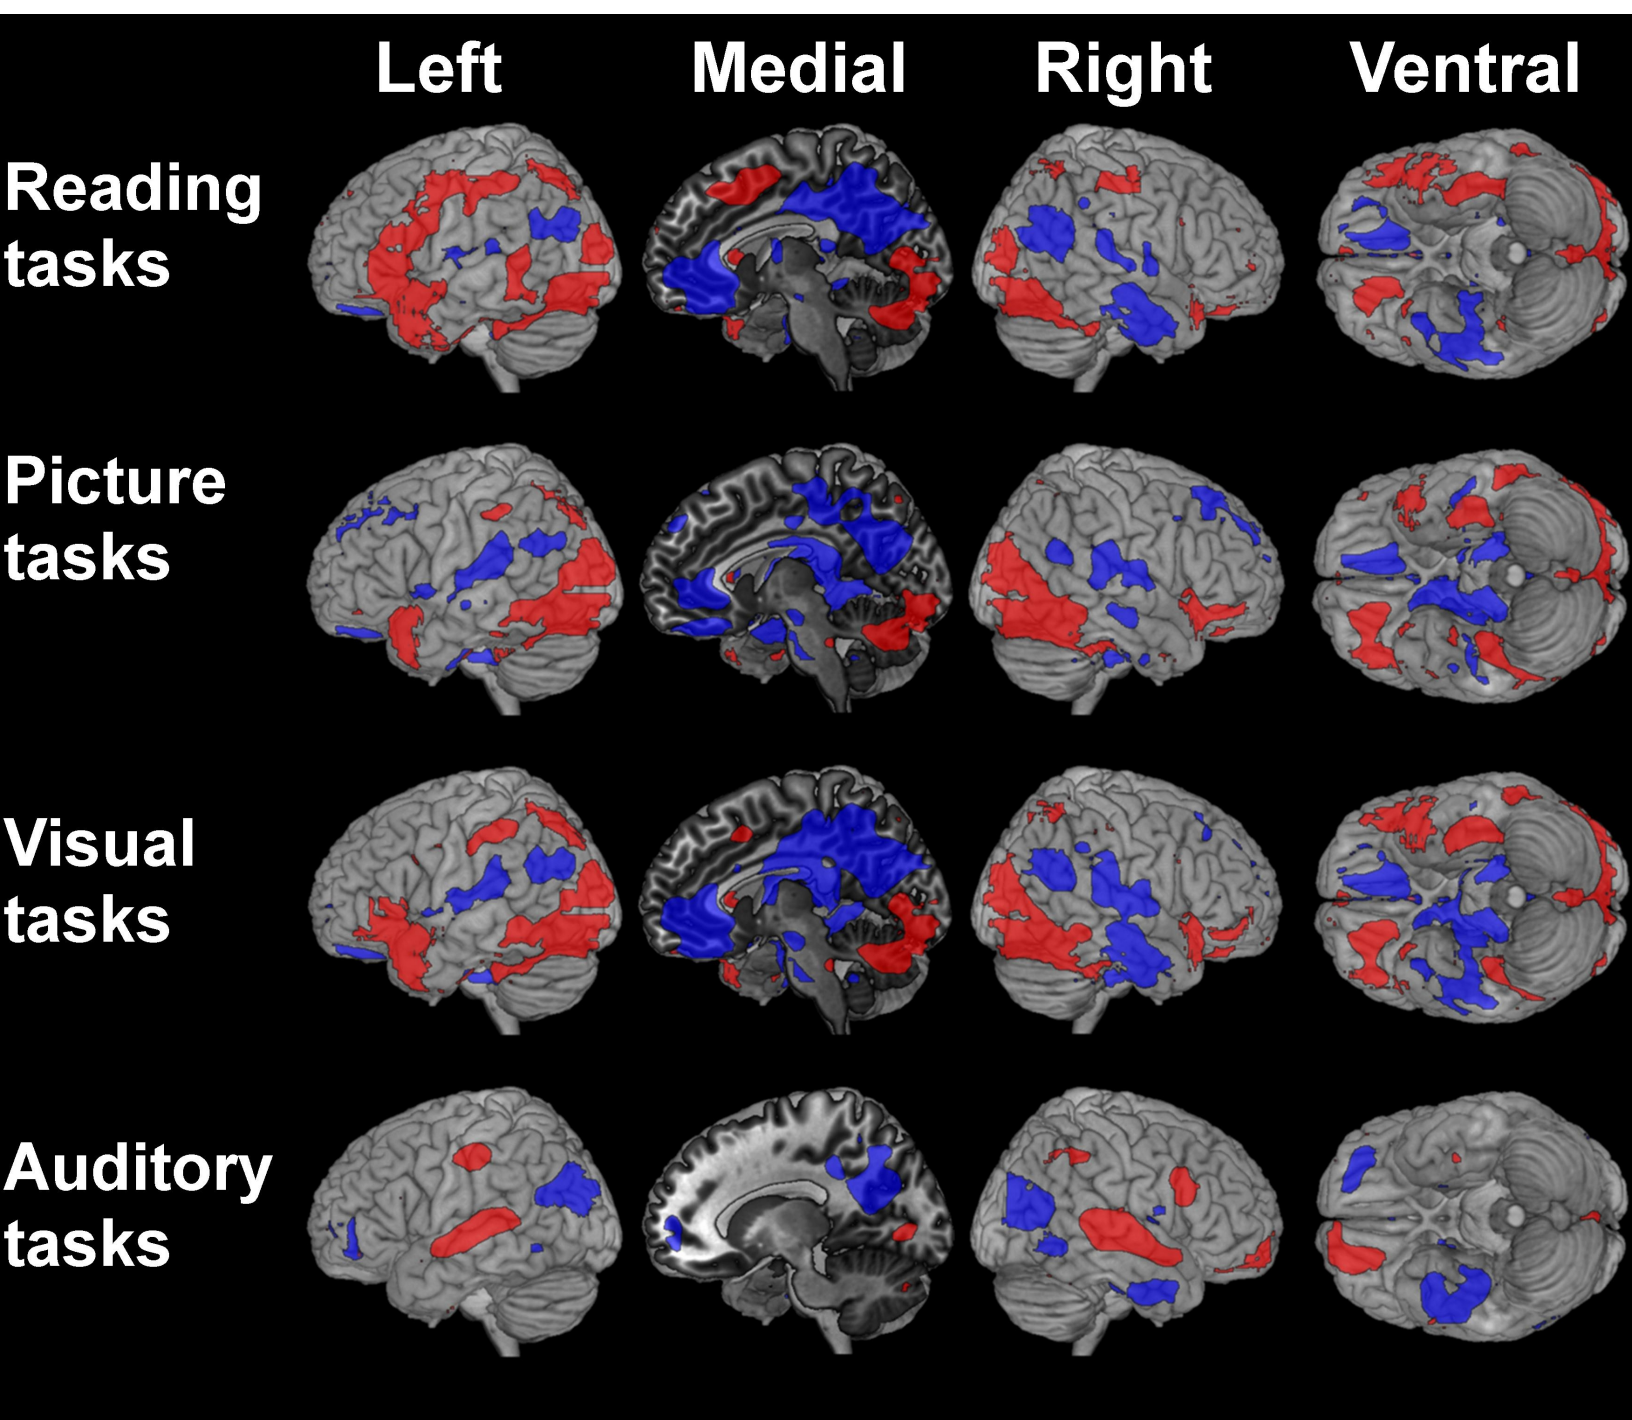 Left Medial Right Ventral
Reading
tasks
Picture
tasks
Visual
tasks
Auditory
tasks